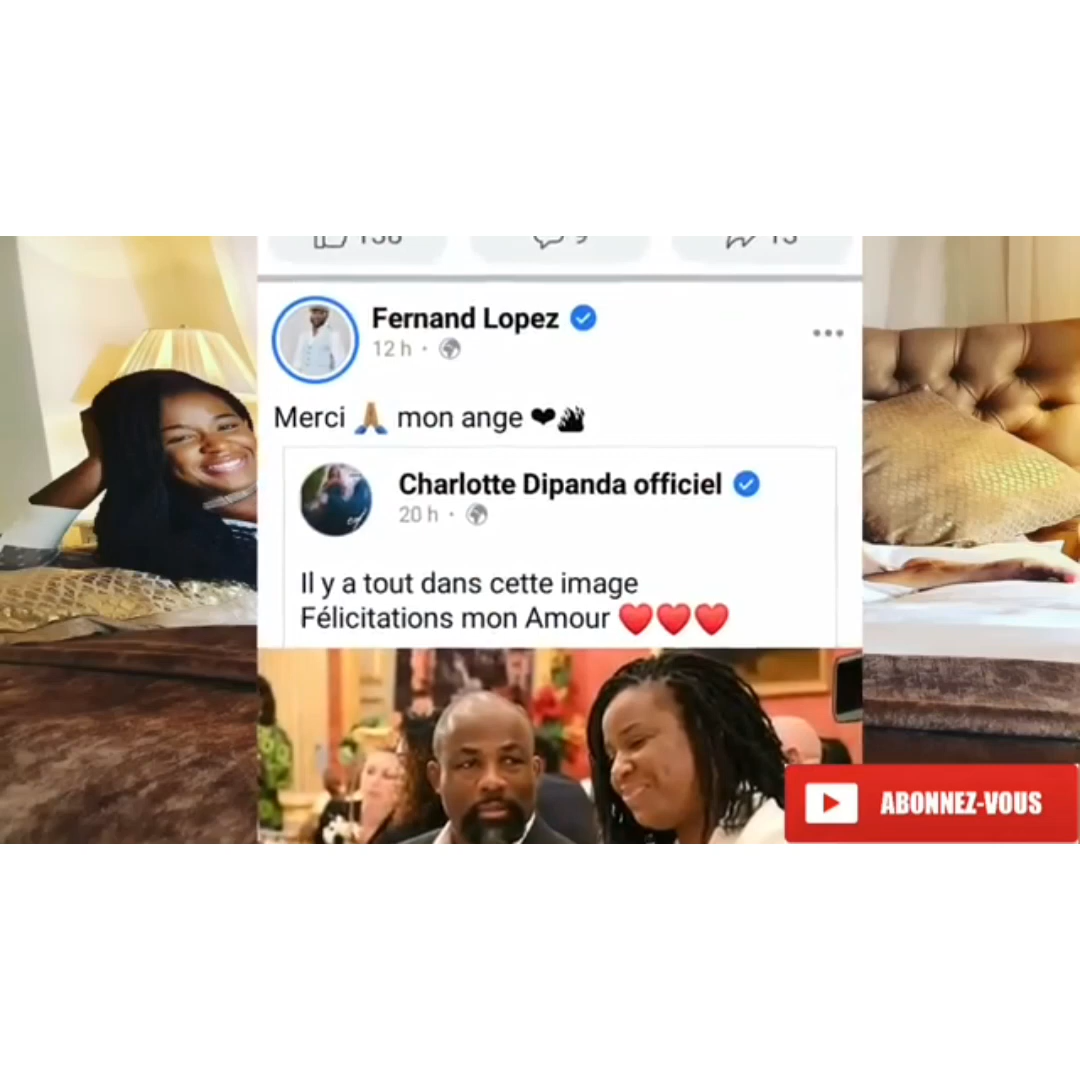 Fernand Lopez
12 h
Merci 🙏🏽 mon ange ❤🔥
Charlotte Dipanda officiel
20 h
Il y a tout dans cette image
Félicitations mon Amour ❤️❤️❤️
ABONNEZ-VOUS